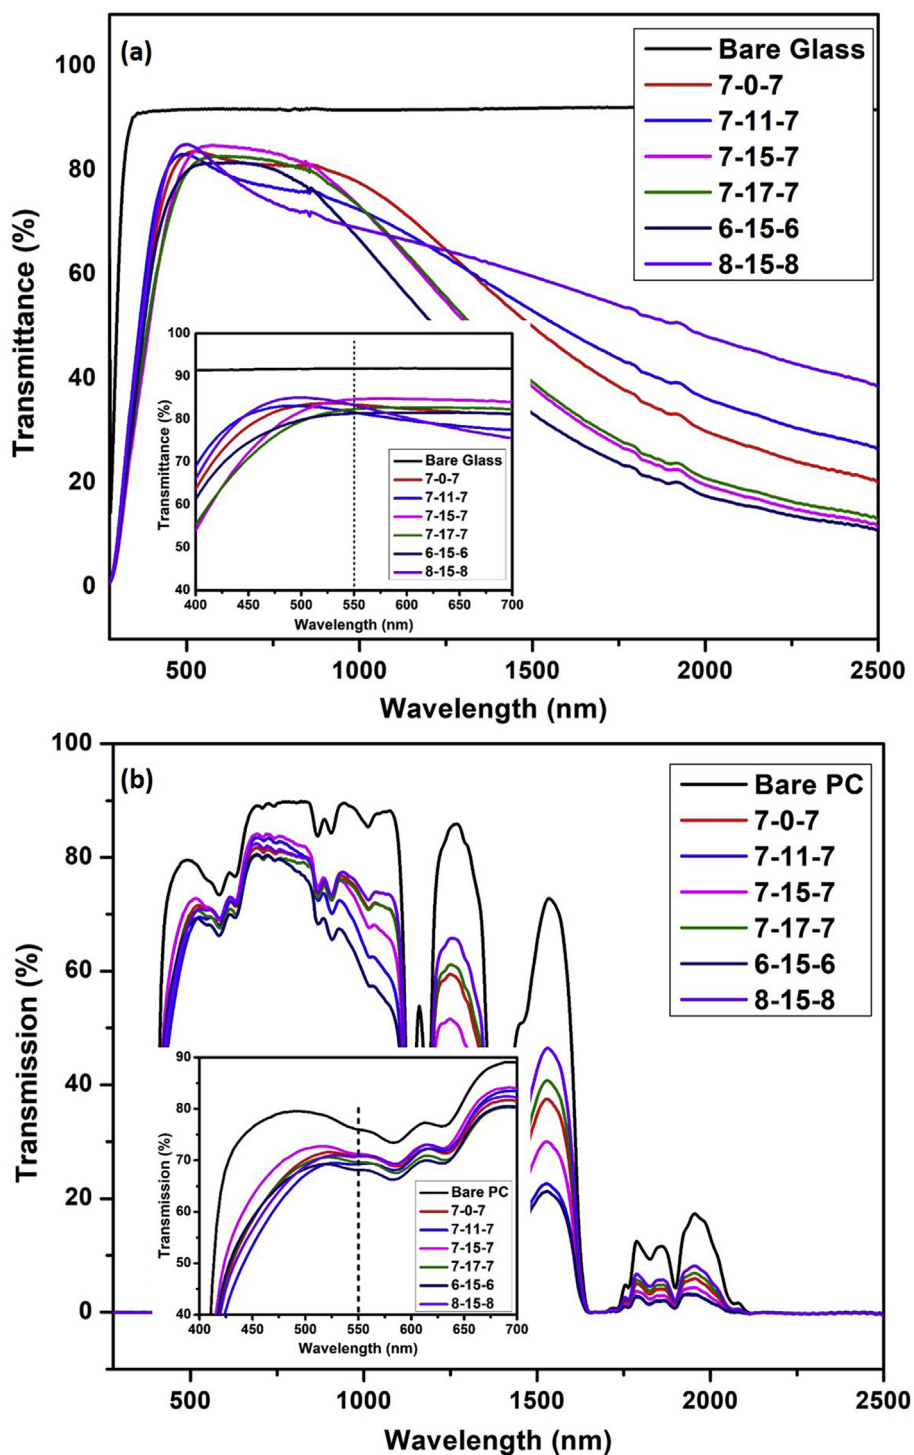 (a)
Bare Glass
7-0-7
7-11-7
7-15-7
7-17-7
6-15-6
8-15-8
Transmittance (%)
100
80
60
40
20
0
100
90
80
70
60
50
40
Transmittance (%)
Bare Glass
7-0-7
7-11-7
7-15-7
7-17-7
6-15-6
8-15-8
400 450 500 550 600 650 700
Wavelength (nm)
500 1000 1500 2000 2500
Wavelength (nm)
(b)
Bare PC
7-0-7
7-11-7
7-15-7
7-17-7
6-15-6
8-15-8
Transmission (%)
100
80
60
40
20
0
90
80
70
60
50
40
Transmission (%)
Bare PC
7-0-7
7-11-7
7-15-7
7-17-7
6-15-6
8-15-8
400 450 500 550 600 650 700
Wavelength (nm)
500 1000 1500 2000 2500
Wavelength (nm)